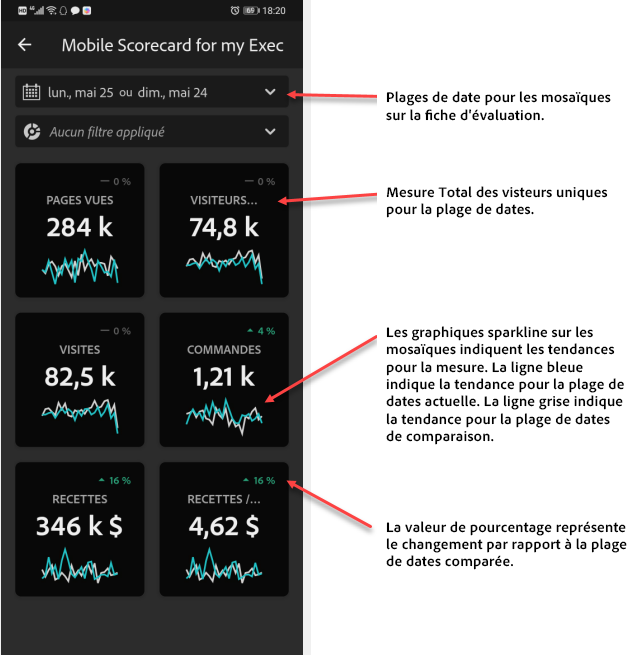 HD 4G 69 18:20
Mobile Scorecard for my Exec
lun., mai 25 ou dim., mai 24
Aucun filtre appliqué
Plages de date pour les mosaïques
sur la fiche d'évaluation.
0 %
PAGES VUES
284 k
0 %
VISITEURS...
74,8 k
Mesure Total des visteurs uniques
pour la plage de dates.
0 %
VISITES
82,5 k
4 %
COMMANDES
1,21 k
Les graphiques sparkline sur les
mosaïques indiquent les tendances
pour la mesure. La ligne bleue
indique la tendance pour la plage de
dates actuelle. La ligne grise indique
la tendance pour la plage de dates
de comparaison.
16 %
RECETTES
346 k $
16 %
RECETTES /...
4,62 $
La valeur de pourcentage représente
le changement par rapport à la plage
de dates comparée.